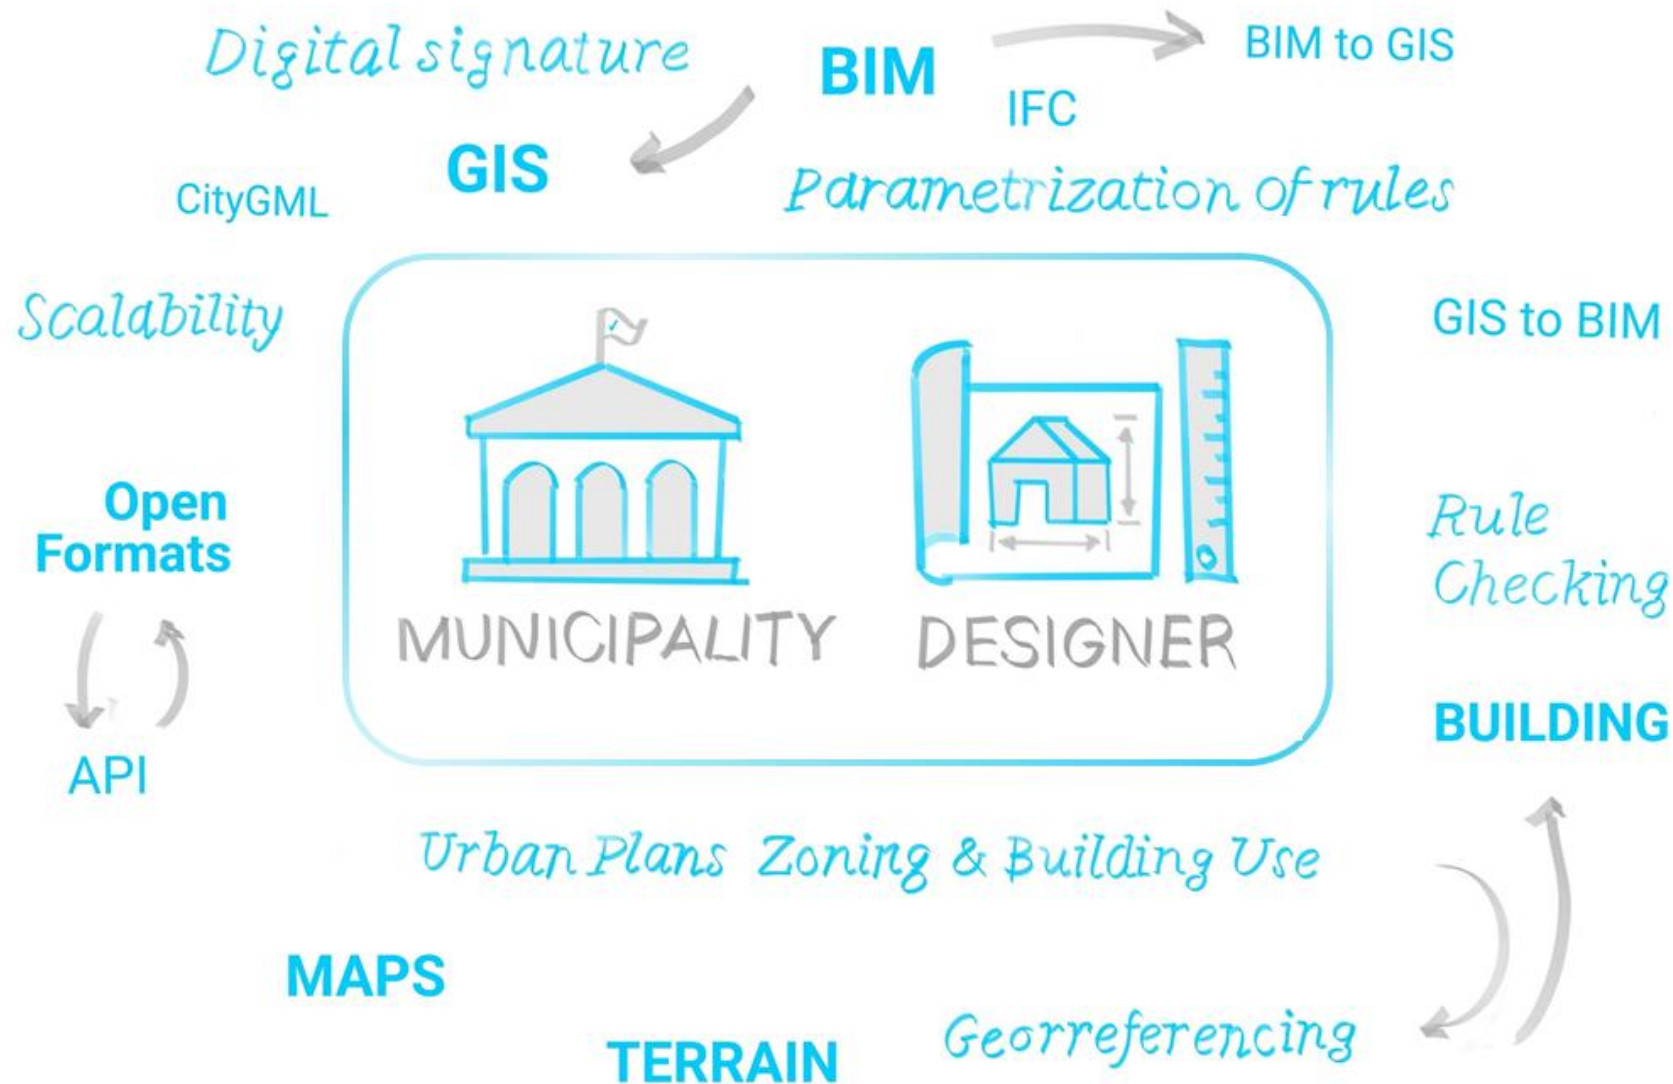 Digital signature
BIM
BIM to GIS
IFC
GIS
CityGML
Parametrization of rules
Scalability
GIS to BIM
Open
Formats
Rule
Checking
MUNICIPALITY
DESIGNER
BUILDING
API
Urban Plans Zoning & Building Use
MAPS
Georreferencing
TERRAIN